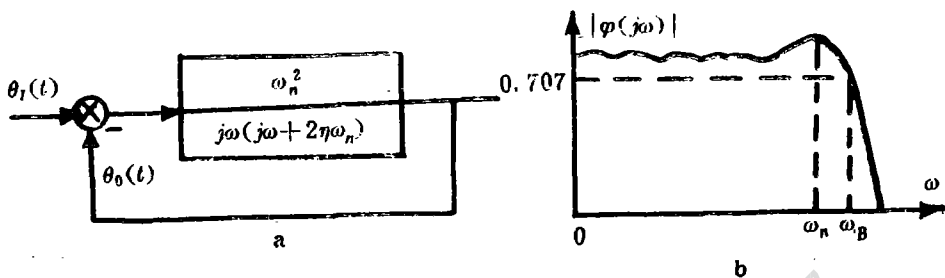 θ_I(t)
−
ω_n²
jω(jω+2ηω_n)
θ_0(t)
a
|φ(jω)|
0.707
0
ω_n
ω_B
ω
b